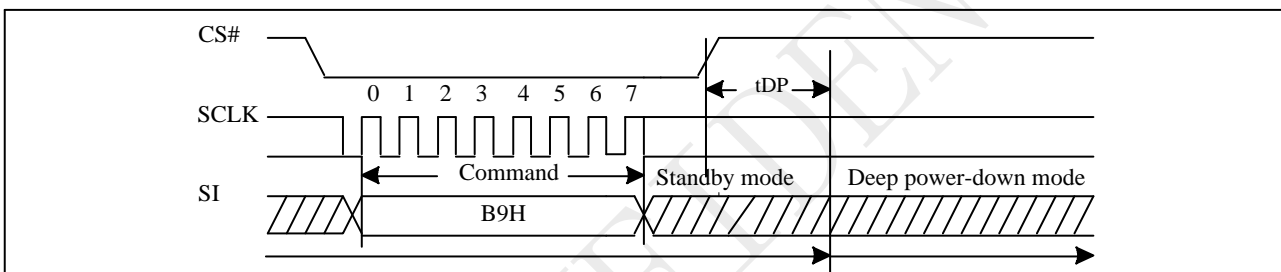 CS#
tDP
0 1 2 3 4 5 6 7
SCLK
Command
Standby mode
Deep power-down mode
SI
B9H